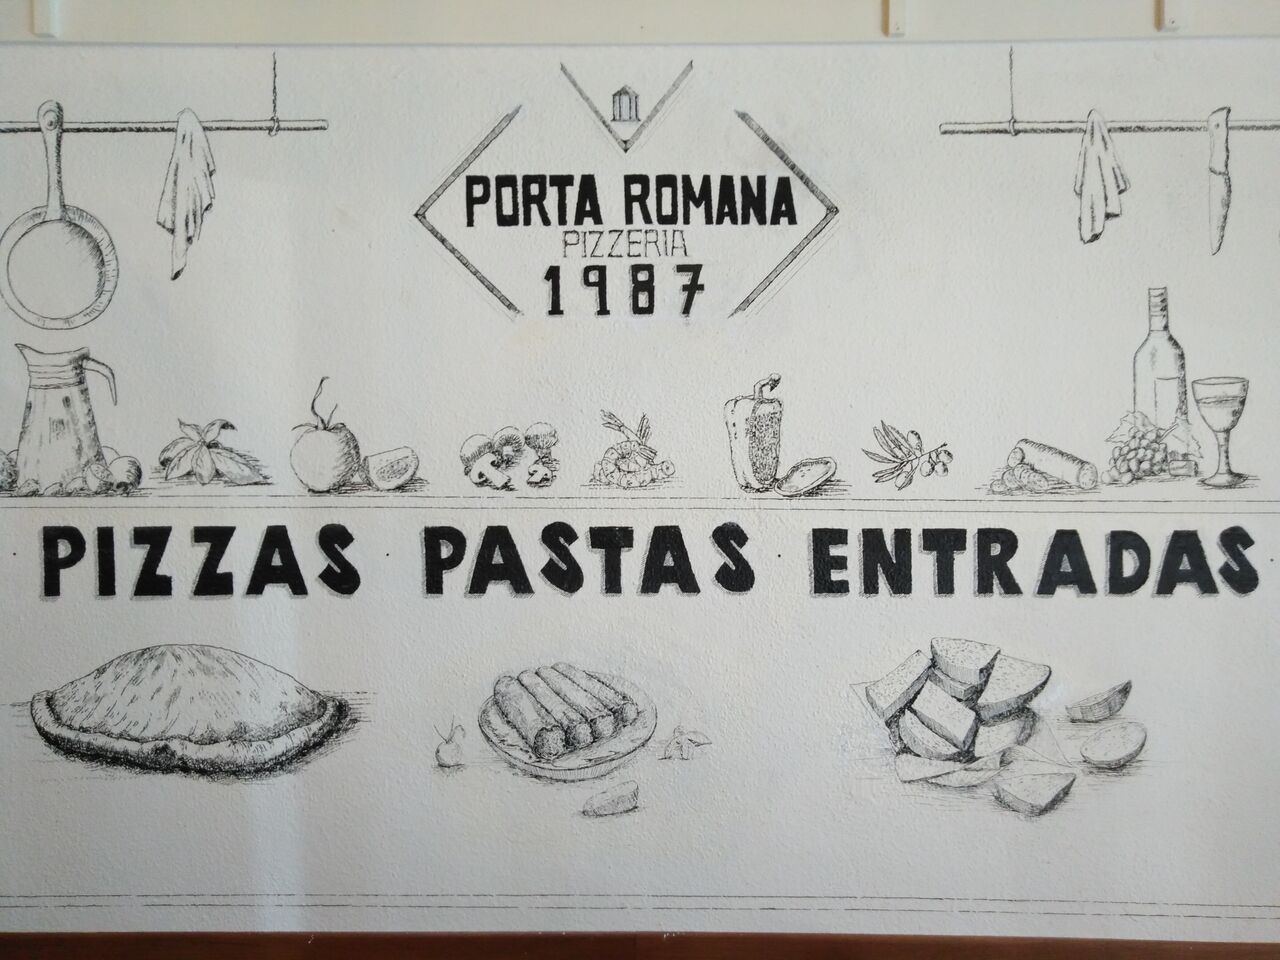 PORTA ROMANA
PIZZERIA
1987
PIZZAS · PASTAS · ENTRADAS